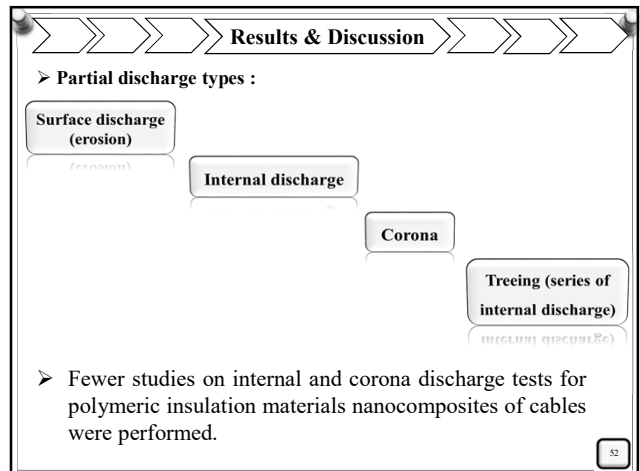 Results & Discussion
➢ Partial discharge types :
Surface discharge
(erosion)
Internal discharge
Corona
Treeing (series of
internal discharge)
➢ Fewer studies on internal and corona discharge tests for
polymeric insulation materials nanocomposites of cables
were performed.
52